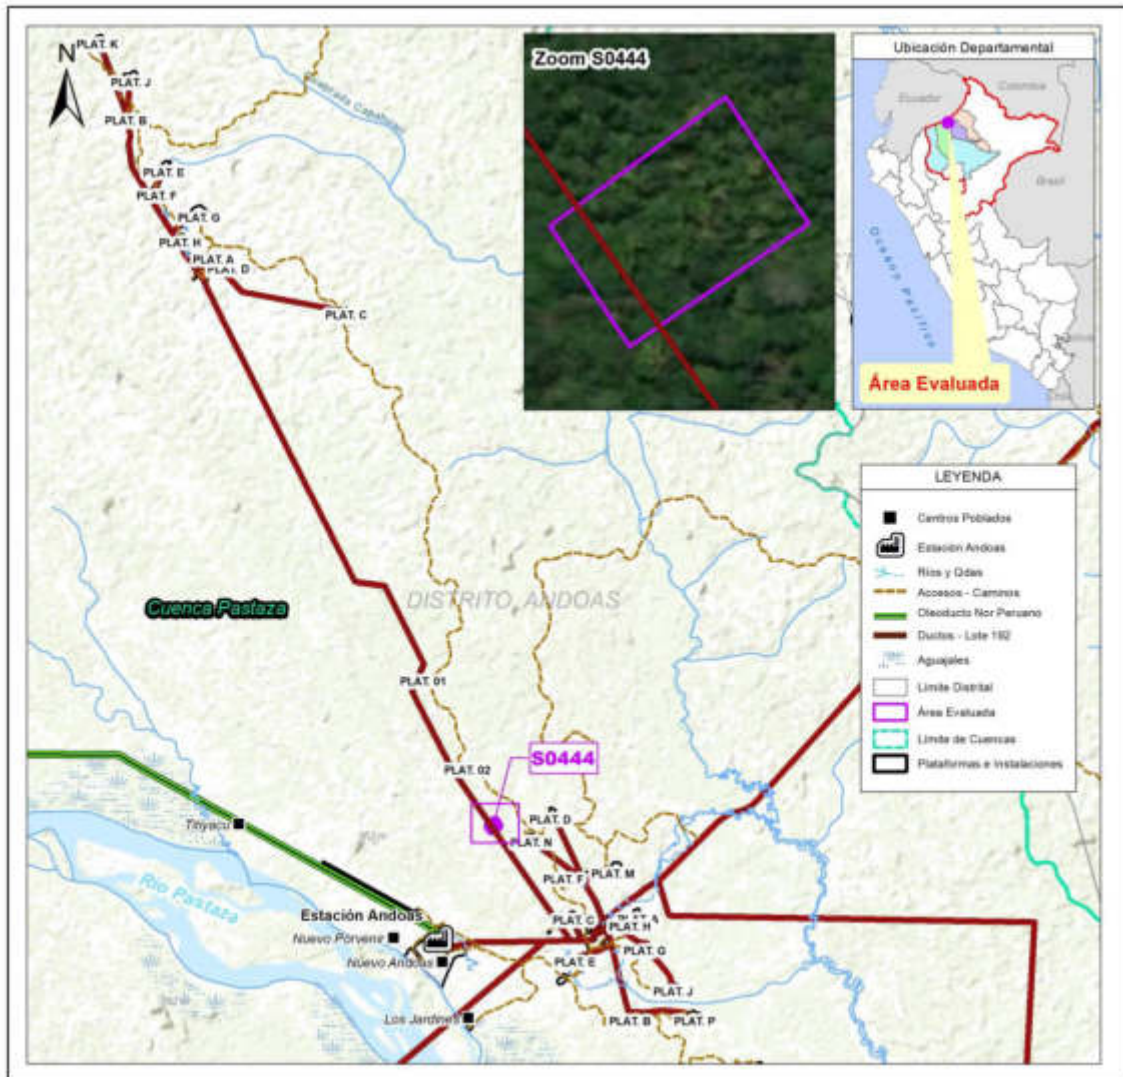 N
PLAT. K
PLAT. J
PLAT. B
PLAT. E
PLAT. F
PLAT. G
PLAT. H
PLAT. A
PLAT. D
PLAT. C
Zoom S0444
Ubicación Departamental
Ecuador
Colombia
Brasil
Océano Pacífico
Área Evaluada
LEYENDA
Centros Poblados
Estación Andoas
Ríos y Qdas
Accesos - Caminos
Oleoducto Nor Peruano
Ductos - Lote 192
Aguajales
Límite Distrital
Área Evaluada
Límite de Cuencas
Plataformas e Instalaciones
Cuenca Pastaza
DISTRITO ANDOAS
PLAT. 01
PLAT. 02
S0444
PLAT. D
PLAT. N
PLAT. F
PLAT. M
Titiyacu
Río Pastaza
Estación Andoas
Nuevo Porvenir
Nuevo Andoas
Los Jardines
PLAT. C
PLAT. A
PLAT. H
PLAT. G
PLAT. E
PLAT. J
PLAT. B
PLAT. P